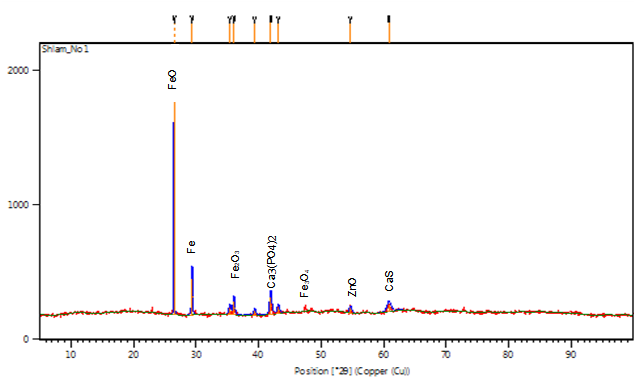 Shlam_No1
2000
1000
0
FeO
Fe
Fe₂O₃
Ca3(PO4)2
Fe₃O₄
ZnO
CaS
10 20 30 40 50 60 70 80 90
Position [°2θ] (Copper (Cu))